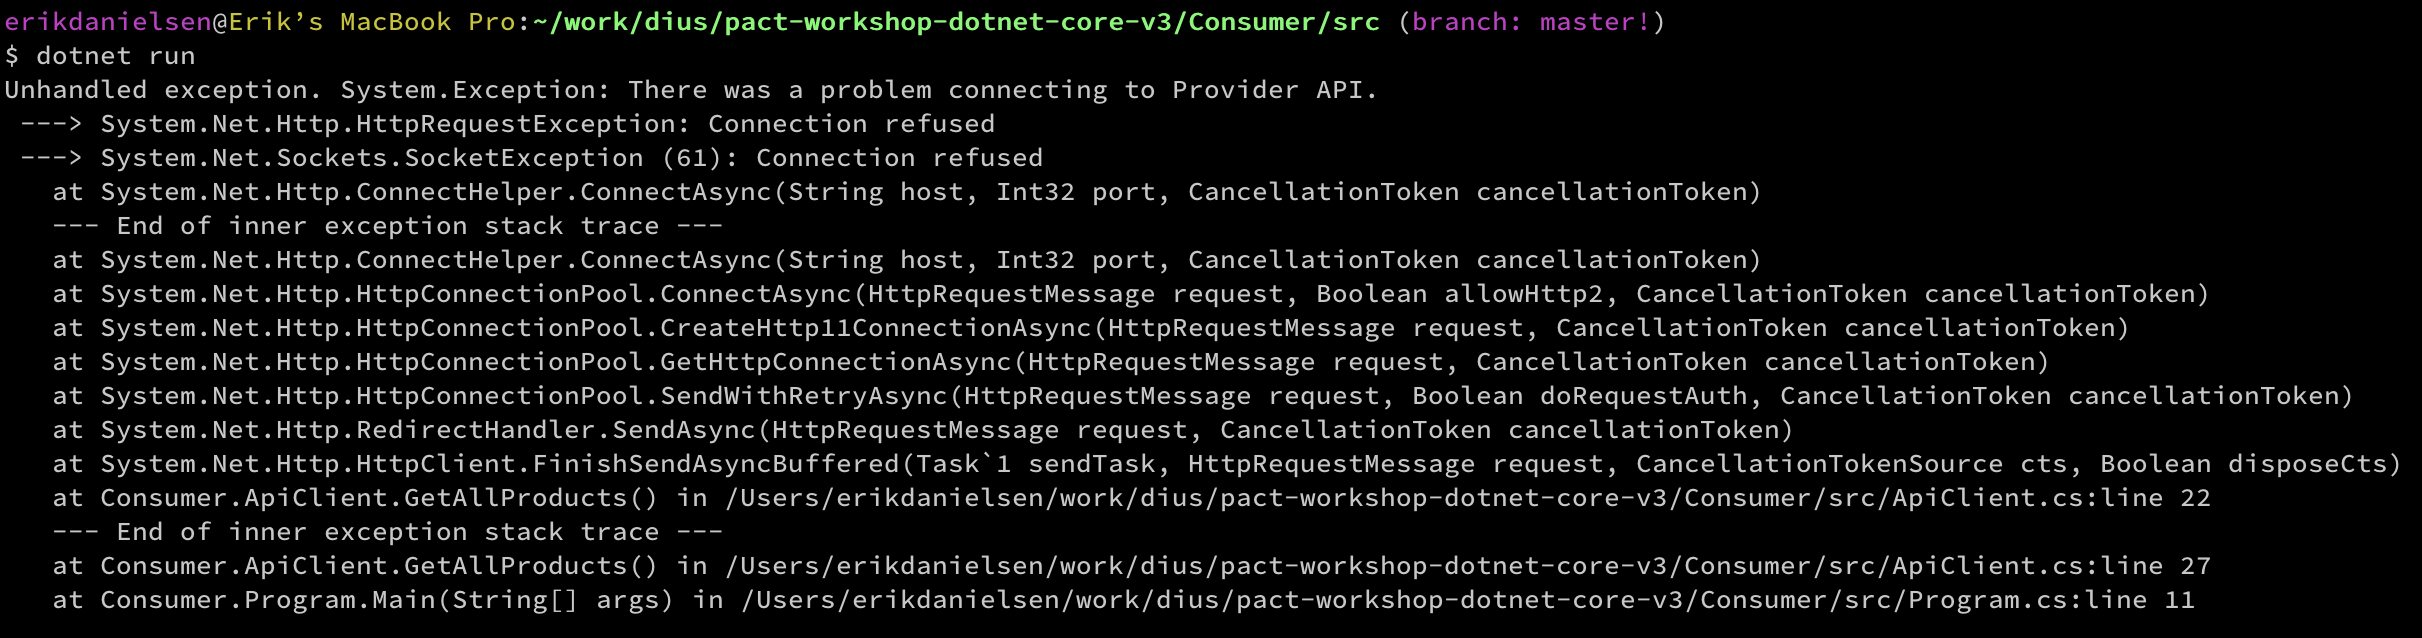 erikdanielsen@Erik’s MacBook Pro:~/work/dius/pact-workshop-dotnet-core-v3/Consumer/src (branch: master!)
$ dotnet run
Unhandled exception. System.Exception: There was a problem connecting to Provider API.
 ---> System.Net.Http.HttpRequestException: Connection refused
 ---> System.Net.Sockets.SocketException (61): Connection refused
   at System.Net.Http.ConnectHelper.ConnectAsync(String host, Int32 port, CancellationToken cancellationToken)
   --- End of inner exception stack trace ---
   at System.Net.Http.ConnectHelper.ConnectAsync(String host, Int32 port, CancellationToken cancellationToken)
   at System.Net.Http.HttpConnectionPool.ConnectAsync(HttpRequestMessage request, Boolean allowHttp2, CancellationToken cancellationToken)
   at System.Net.Http.HttpConnectionPool.CreateHttp11ConnectionAsync(HttpRequestMessage request, CancellationToken cancellationToken)
   at System.Net.Http.HttpConnectionPool.GetHttpConnectionAsync(HttpRequestMessage request, CancellationToken cancellationToken)
   at System.Net.Http.HttpConnectionPool.SendWithRetryAsync(HttpRequestMessage request, Boolean doRequestAuth, CancellationToken cancellationToken)
   at System.Net.Http.RedirectHandler.SendAsync(HttpRequestMessage request, CancellationToken cancellationToken)
   at System.Net.Http.HttpClient.FinishSendAsyncBuffered(Task`1 sendTask, HttpRequestMessage request, CancellationTokenSource cts, Boolean disposeCts)
   at Consumer.ApiClient.GetAllProducts() in /Users/erikdanielsen/work/dius/pact-workshop-dotnet-core-v3/Consumer/src/ApiClient.cs:line 22
   --- End of inner exception stack trace ---
   at Consumer.ApiClient.GetAllProducts() in /Users/erikdanielsen/work/dius/pact-workshop-dotnet-core-v3/Consumer/src/ApiClient.cs:line 27
   at Consumer.Program.Main(String[] args) in /Users/erikdanielsen/work/dius/pact-workshop-dotnet-core-v3/Consumer/src/Program.cs:line 11